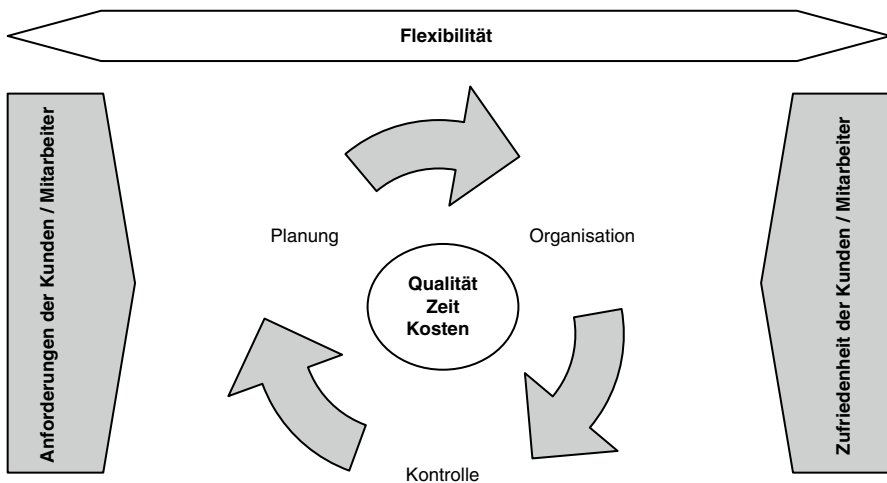 Flexibilität
Anforderungen der Kunden / Mitarbeiter
Planung
Organisation
Qualität
Zeit
Kosten
Kontrolle
Zufriedenheit der Kunden / Mitarbeiter